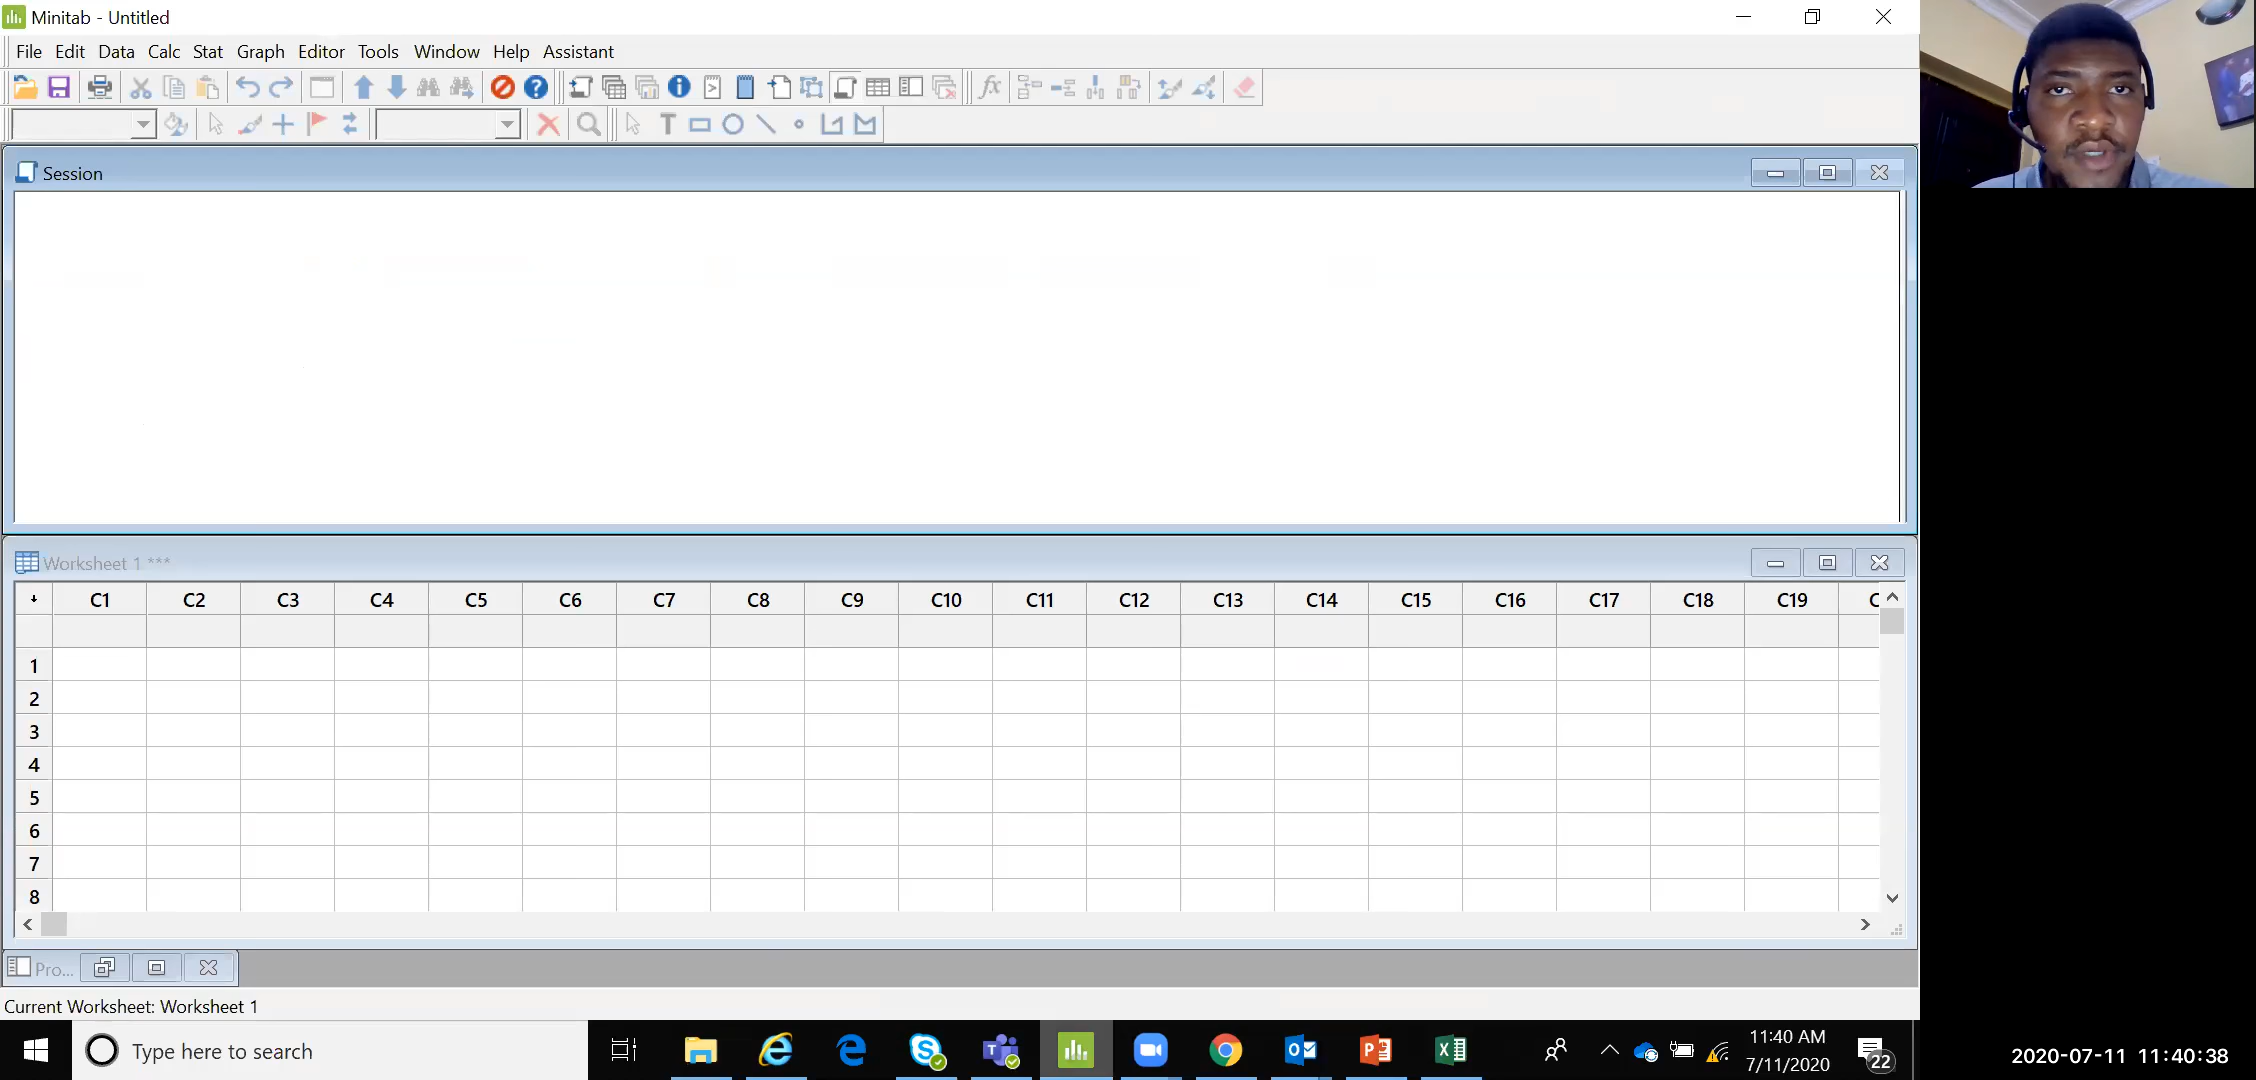 Minitab - Untitled
File Edit Data Calc Stat Graph Editor Tools Window Help Assistant
Session
Worksheet 1 ***
C1 C2 C3 C4 C5 C6 C7 C8 C9 C10 C11 C12 C13 C14 C15 C16 C17 C18 C19 C
1
2
3
4
5
6
7
8
Pro...
Current Worksheet: Worksheet 1
Type here to search
11:40 AM
7/11/2020
22
2020-07-11 11:40:38